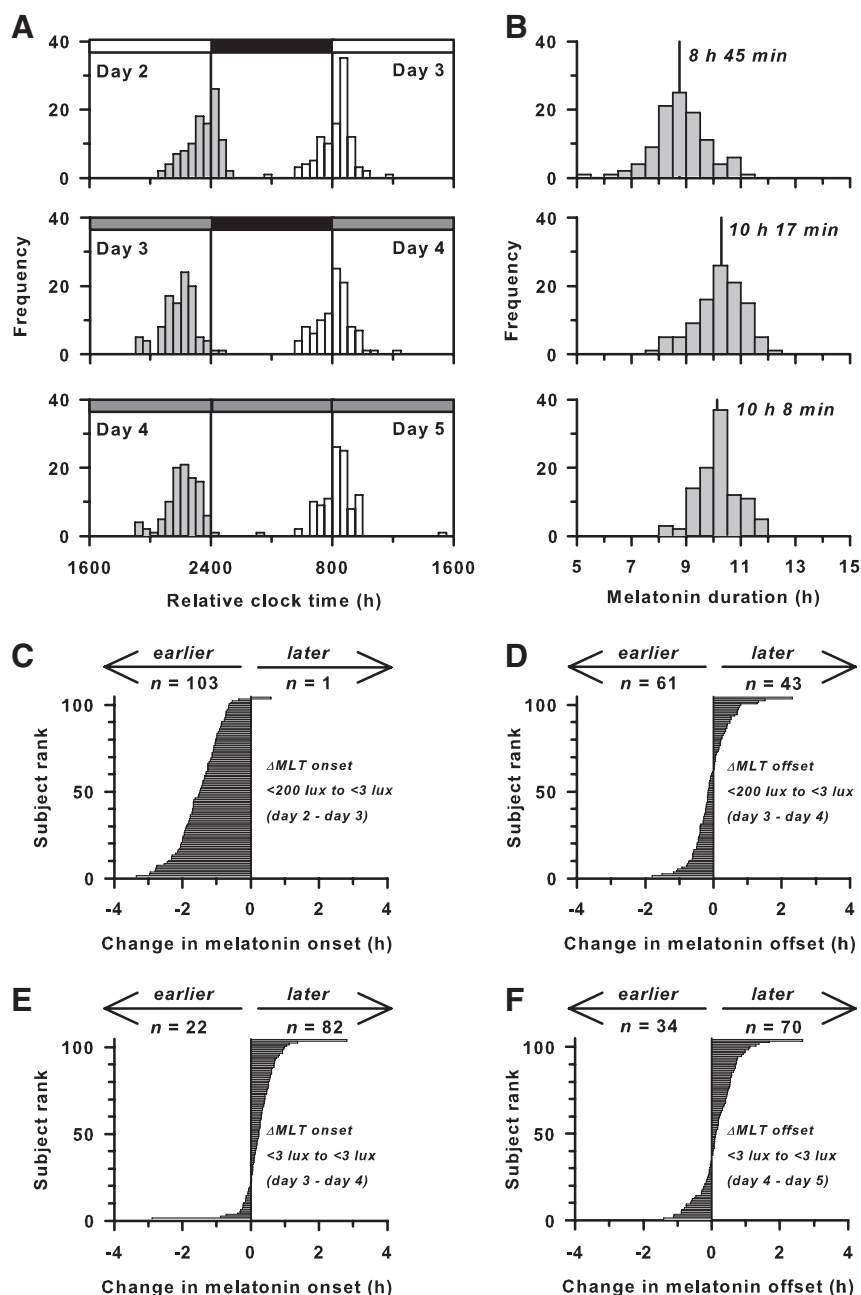 A
B
40
Day 2
Day 3
20
0
40
8 h 45 min
20
0
40
Day 3
Day 4
20
0
Frequency
40
10 h 17 min
20
0
Frequency
40
Day 4
Day 5
20
0
40
10 h 8 min
20
0
1600 2400 800 1600
Relative clock time (h)
5 7 9 11 13 15
Melatonin duration (h)
C
earlier later
n = 103 n = 1
100
50
0
Subject rank
ΔMLT onset
<200 lux to <3 lux
(day 2 - day 3)
-4 -2 0 2 4
Change in melatonin onset (h)
D
earlier later
n = 61 n = 43
100
50
0
Subject rank
ΔMLT offset
<200 lux to <3 lux
(day 3 - day 4)
-4 -2 0 2 4
Change in melatonin offset (h)
E
earlier later
n = 22 n = 82
100
50
0
Subject rank
ΔMLT onset
<3 lux to <3 lux
(day 3 - day 4)
-4 -2 0 2 4
Change in melatonin onset (h)
F
earlier later
n = 34 n = 70
100
50
0
Subject rank
ΔMLT offset
<3 lux to <3 lux
(day 4 - day 5)
-4 -2 0 2 4
Change in melatonin offset (h)